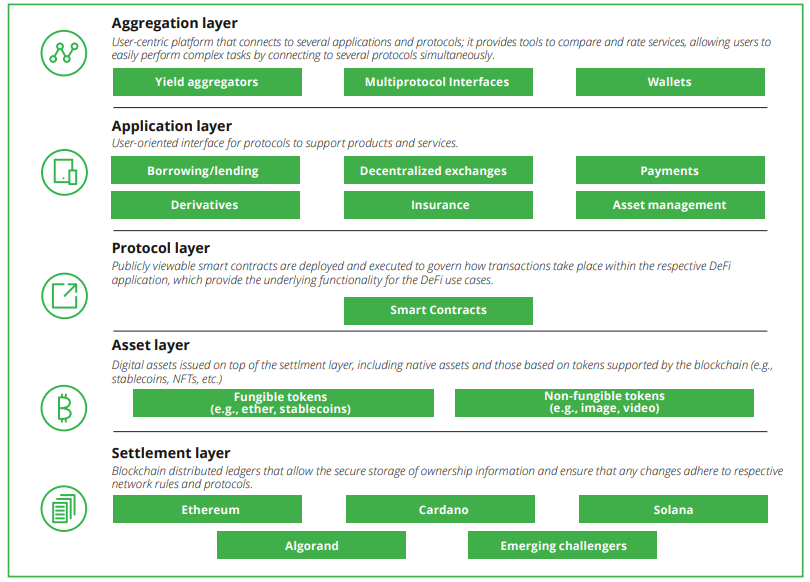 Aggregation layer
User-centric platform that connects to several applications and protocols; it provides tools to compare and rate services, allowing users to
easily perform complex tasks by connecting to several protocols simultaneously.
Yield aggregators
Multiprotocol Interfaces
Wallets
Application layer
User-oriented interface for protocols to support products and services.
Borrowing/lending
Decentralized exchanges
Payments
Derivatives
Insurance
Asset management
Protocol layer
Publicly viewable smart contracts are deployed and executed to govern how transactions take place within the respective DeFi
application, which provide the underlying functionality for the DeFi use cases.
Smart Contracts
Asset layer
Digital assets issued on top of the settlment layer, including native assets and those based on tokens supported by the blockchain (e.g.,
stablecoins, NFTs, etc.)
Fungible tokens
(e.g., ether, stablecoins)
Non-fungible tokens
(e.g., image, video)
Settlement layer
Blockchain distributed ledgers that allow the secure storage of ownership information and ensure that any changes adhere to respective
network rules and protocols.
Ethereum
Cardano
Solana
Algorand
Emerging challengers